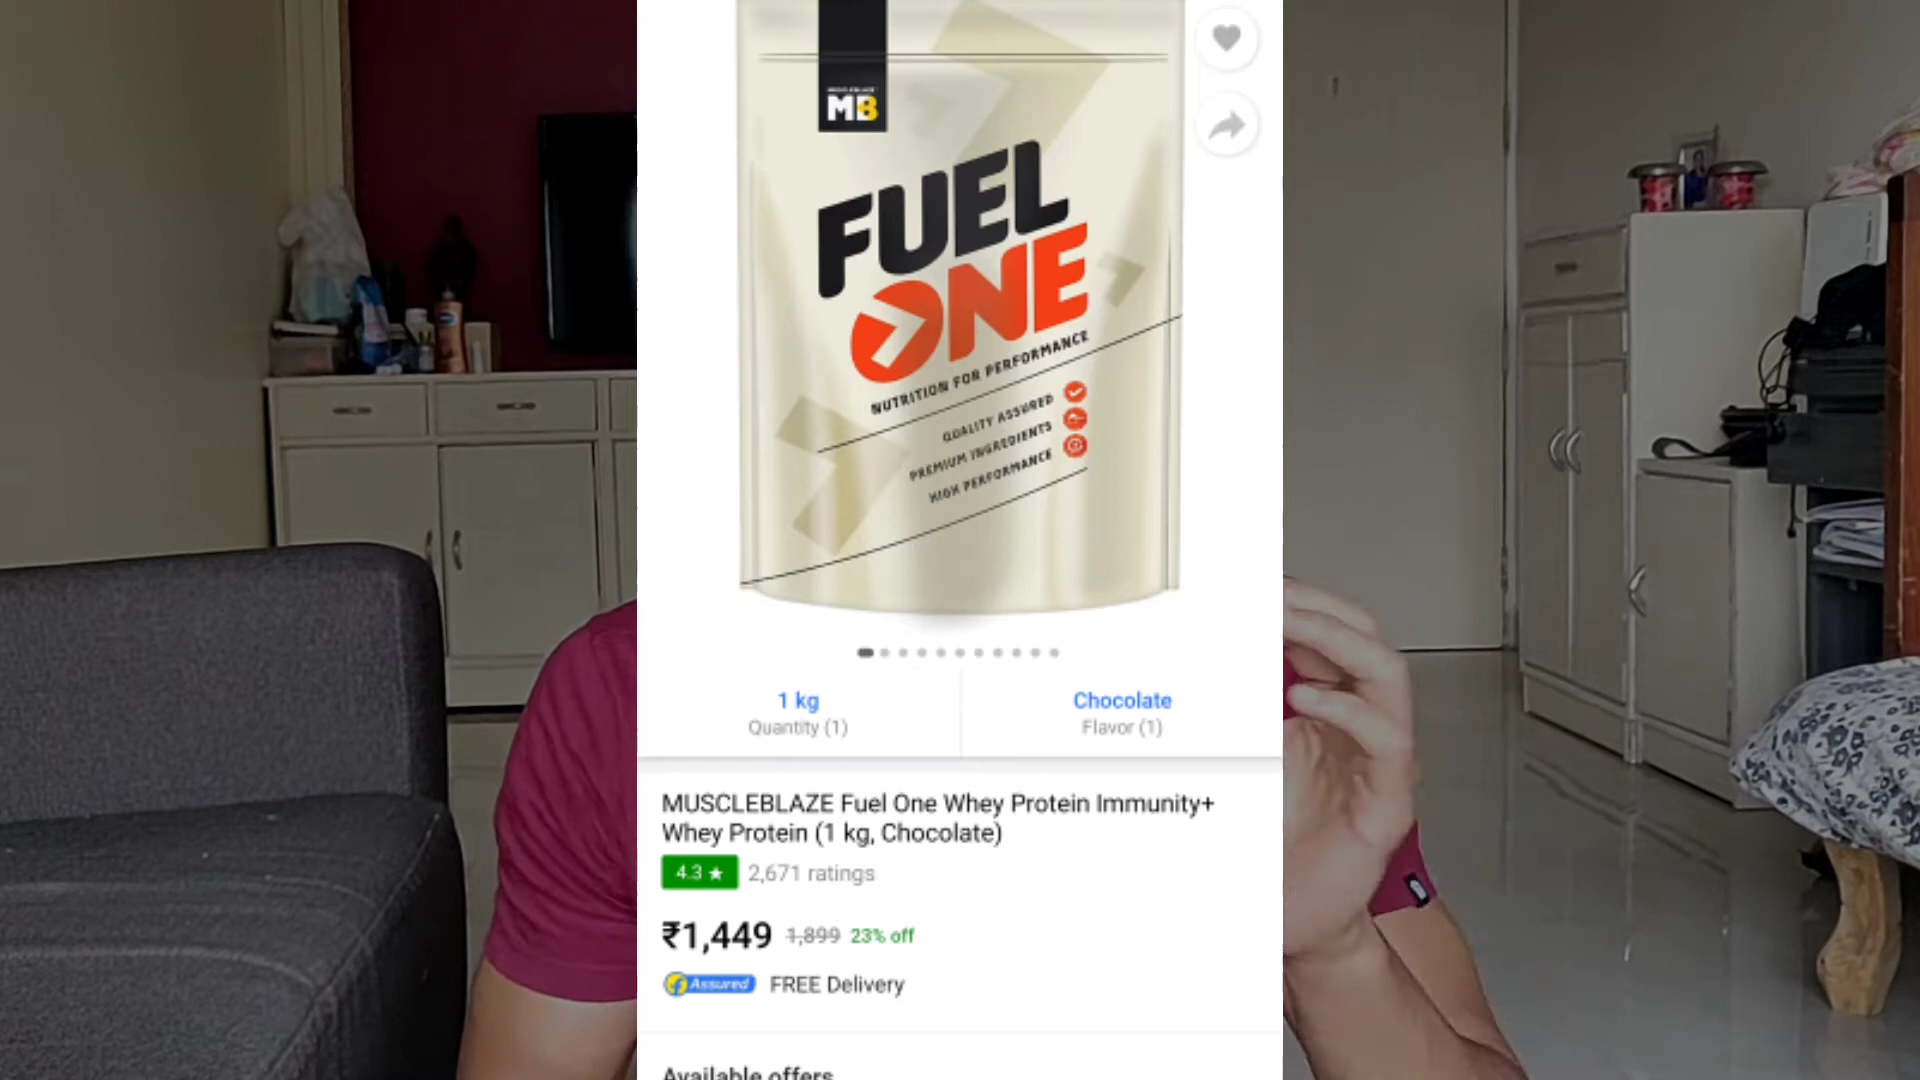 MB
FUEL
ONE
NUTRITION FOR PERFORMANCE
QUALITY ASSURED
PREMIUM INGREDIENTS
HIGH PERFORMANCE
1 kg
Quantity (1)
Chocolate
Flavor (1)
MUSCLEBLAZE Fuel One Whey Protein Immunity+
Whey Protein (1 kg, Chocolate)
4.3 ★ 2,671 ratings
₹1,449 1,899 23% off
Assured FREE Delivery
Available offers